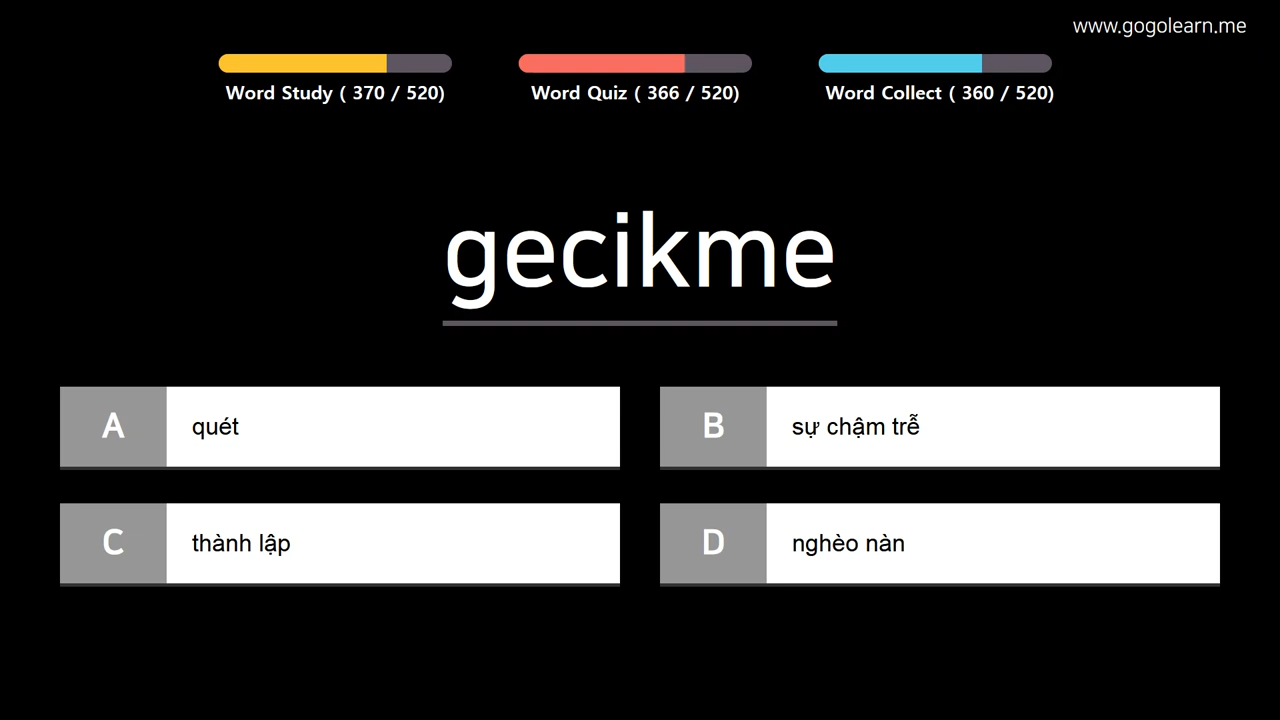 www.gogolearn.me
Word Study ( 370 / 520)
Word Quiz ( 366 / 520)
Word Collect ( 360 / 520)
gecikme
A quét
B sự chậm trễ
C thành lập
D nghèo nàn